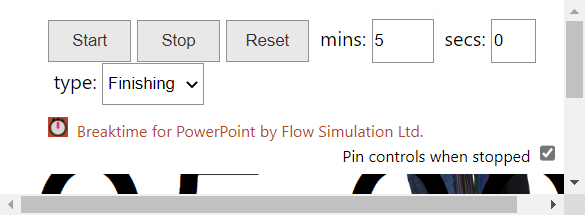 Start Stop Reset mins: 5 secs: 0
type: Finishing
Breaktime for PowerPoint by Flow Simulation Ltd.
Pin controls when stopped